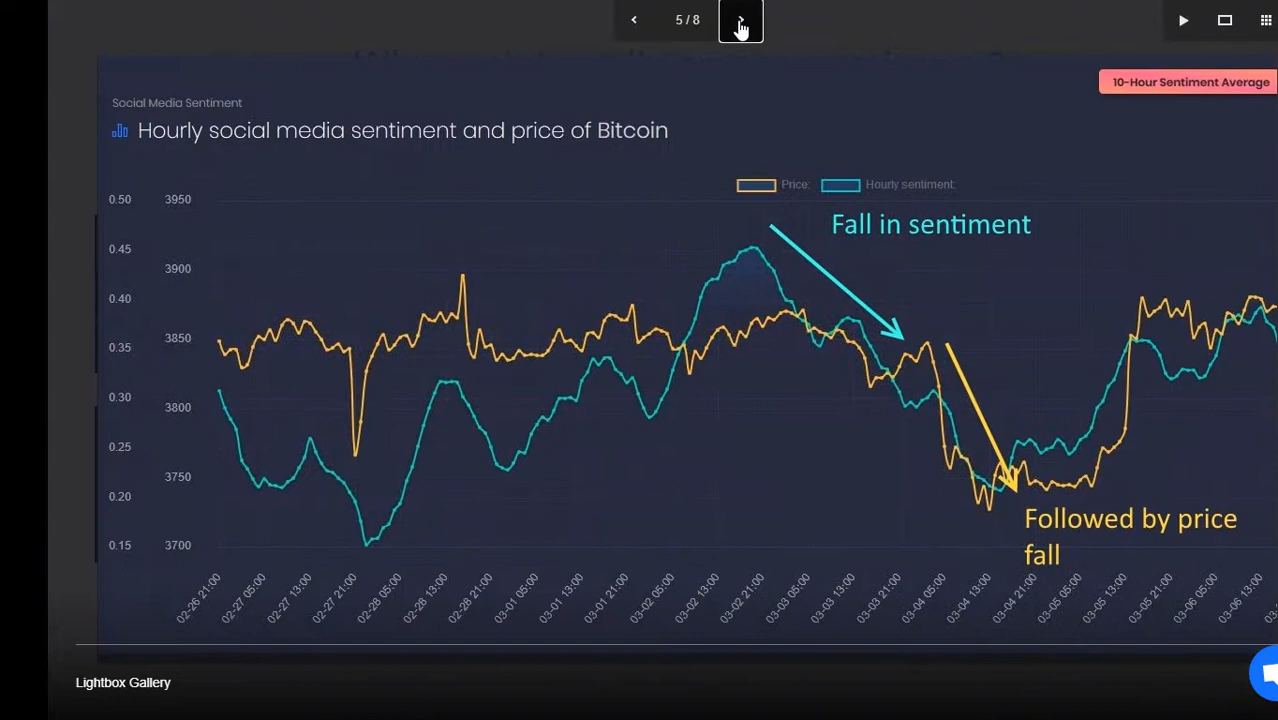 5 / 8
10-Hour Sentiment Average
Social Media Sentiment
Hourly social media sentiment and price of Bitcoin
Price: Hourly sentiment:
0.50 3950
0.45
3900
0.40
3850
0.35
0.30
3800
0.25
3750
0.20
0.15 3700
Fall in sentiment
Followed by price
fall
02-26 21:00 02-27 05:00 02-27 13:00 02-27 21:00 02-28 05:00 02-28 13:00 02-28 21:00 03-01 05:00 03-01 13:00 03-01 21:00 03-02 05:00 03-02 13:00 03-02 21:00 03-03 05:00 03-03 13:00 03-03 21:00 03-04 05:00 03-04 13:00 03-04 21:00 03-05 05:00 03-05 13:00 03-05 21:00 03-06 05:00 03-06 13:00
Lightbox Gallery